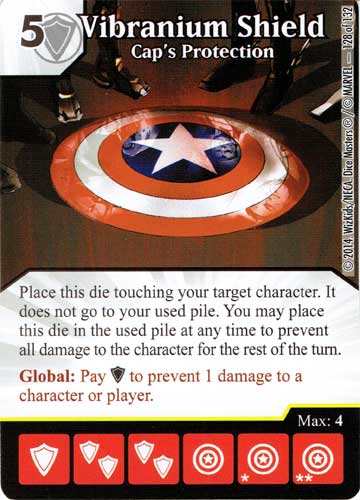 5
Vibranium Shield
Cap's Protection
© 2014 WizKids/NECA. Dice Masters ©/© MARVEL — 128 of 132
Place this die touching your target character. It
does not go to your used pile. You may place
this die in the used pile at any time to prevent
all damage to the character for the rest of the turn.
Global: Pay to prevent 1 damage to a
character or player.
Max: 4
*
**